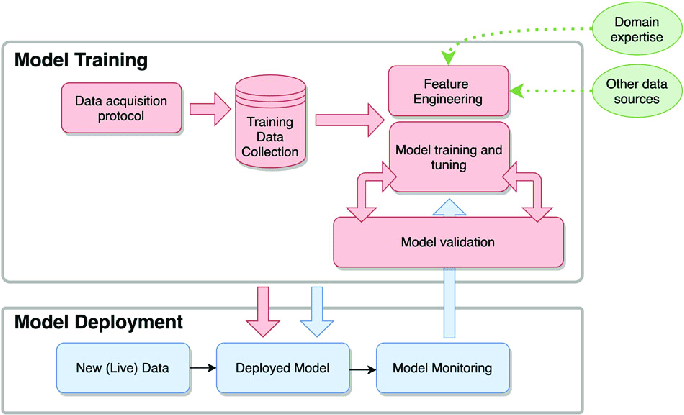 Domain
expertise
Model Training
Other data
sources
Feature
Engineering
Data acquisition
protocol
Training
Data
Collection
Model training and
tuning
Model validation
Model Deployment
New (Live) Data
Deployed Model
Model Monitoring